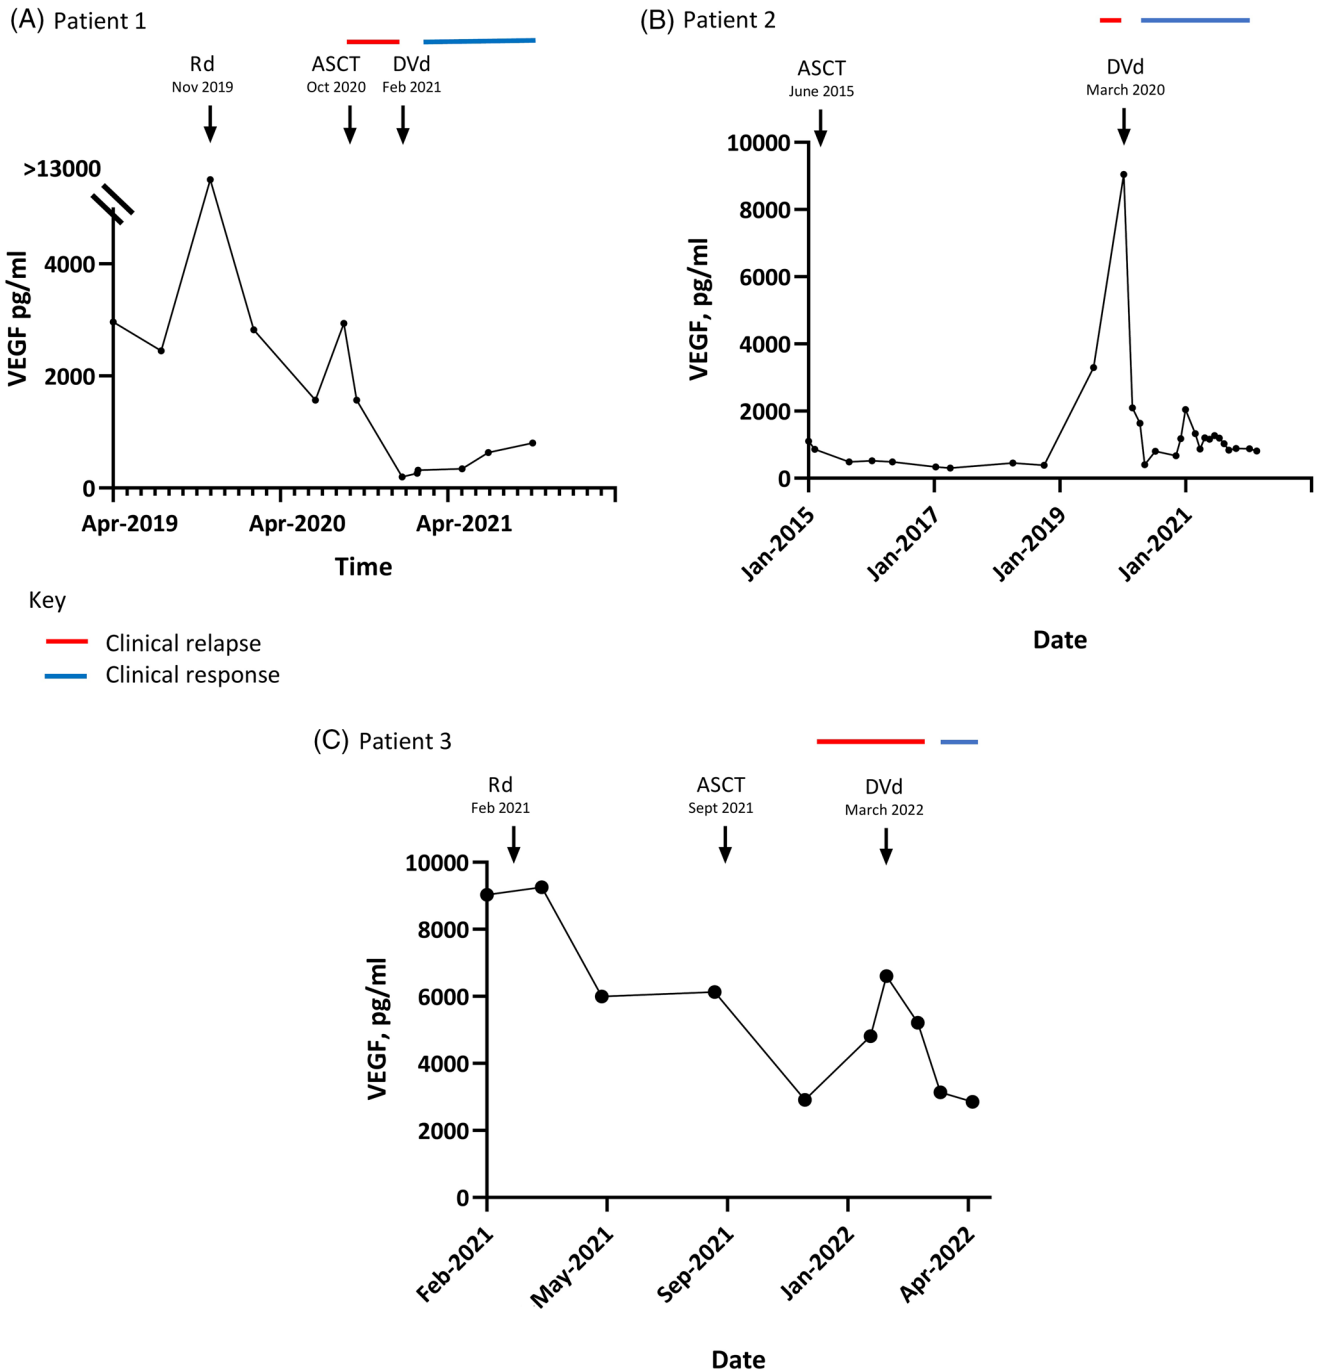 (A) Patient 1
Rd
Nov 2019
ASCT
Oct 2020
DVd
Feb 2021
>13000
4000
2000
0
VEGF pg/ml
Apr-2019
Apr-2020
Apr-2021
Time
Key
Clinical relapse
Clinical response
(B) Patient 2
ASCT
June 2015
DVd
March 2020
10000
8000
6000
4000
2000
0
VEGF, pg/ml
Jan-2015
Jan-2017
Jan-2019
Jan-2021
Date
(C) Patient 3
Rd
Feb 2021
ASCT
Sept 2021
DVd
March 2022
10000
8000
6000
4000
2000
0
VEGF, pg/ml
Feb-2021
May-2021
Sep-2021
Jan-2022
Apr-2022
Date